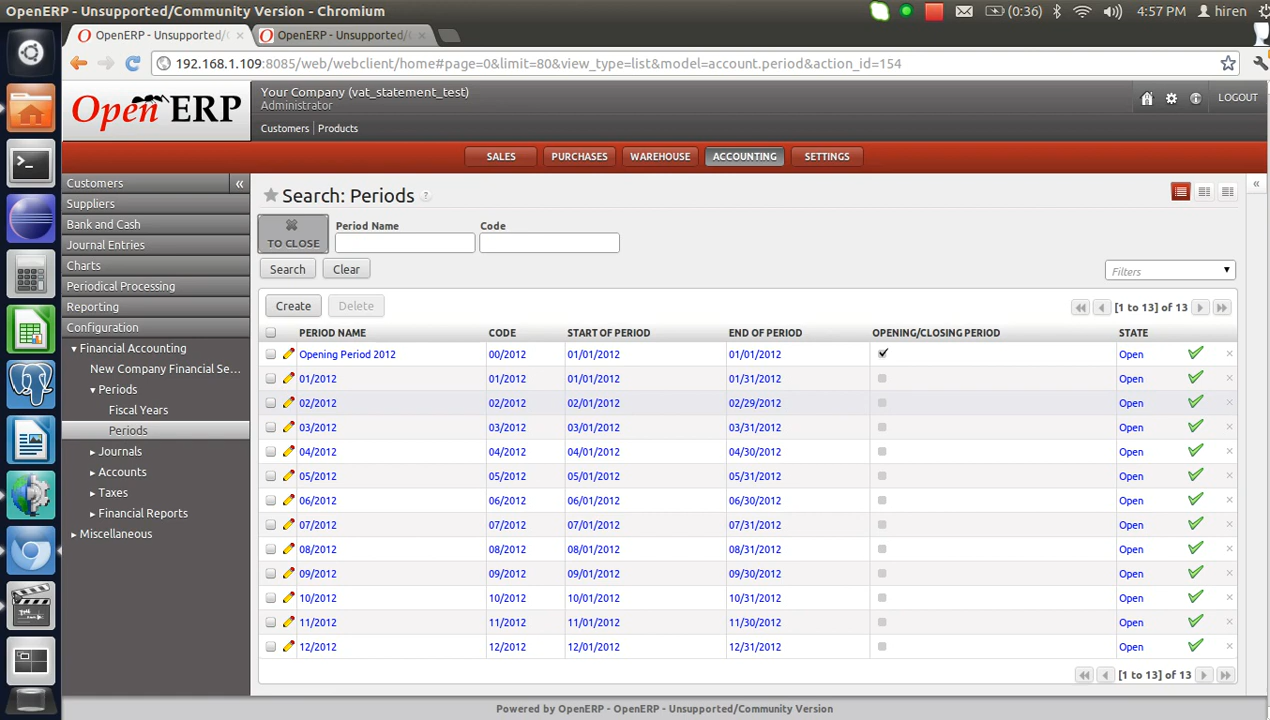 OpenERP - Unsupported/Community Version - Chromium
(0:36) 4:57 PM hiren
OpenERP - Unsupported/C OpenERP - Unsupported/C
192.168.1.109:8085/web/webclient/home#page=0&limit=80&view_type=list&model=account.period&action_id=154
Open ERP
Your Company (vat_statement_test)
Administrator
LOGOUT
Customers | Products
SALES PURCHASES WAREHOUSE ACCOUNTING SETTINGS
Customers «
Suppliers
Bank and Cash
Journal Entries
Charts
Periodical Processing
Reporting
Configuration
Financial Accounting
New Company Financial Se...
Periods
Fiscal Years
Periods
Journals
Accounts
Taxes
Financial Reports
Miscellaneous
Search: Periods ?
«
TO CLOSE
Period Name Code
Search Clear
Filters
Create Delete
[1 to 13] of 13
PERIOD NAME CODE START OF PERIOD END OF PERIOD OPENING/CLOSING PERIOD STATE
Opening Period 2012 00/2012 01/01/2012 01/01/2012 Open
01/2012 01/2012 01/01/2012 01/31/2012 Open
02/2012 02/2012 02/01/2012 02/29/2012 Open
03/2012 03/2012 03/01/2012 03/31/2012 Open
04/2012 04/2012 04/01/2012 04/30/2012 Open
05/2012 05/2012 05/01/2012 05/31/2012 Open
06/2012 06/2012 06/01/2012 06/30/2012 Open
07/2012 07/2012 07/01/2012 07/31/2012 Open
08/2012 08/2012 08/01/2012 08/31/2012 Open
09/2012 09/2012 09/01/2012 09/30/2012 Open
10/2012 10/2012 10/01/2012 10/31/2012 Open
11/2012 11/2012 11/01/2012 11/30/2012 Open
12/2012 12/2012 12/01/2012 12/31/2012 Open
[1 to 13] of 13
Powered by OpenERP - OpenERP - Unsupported/Community Version